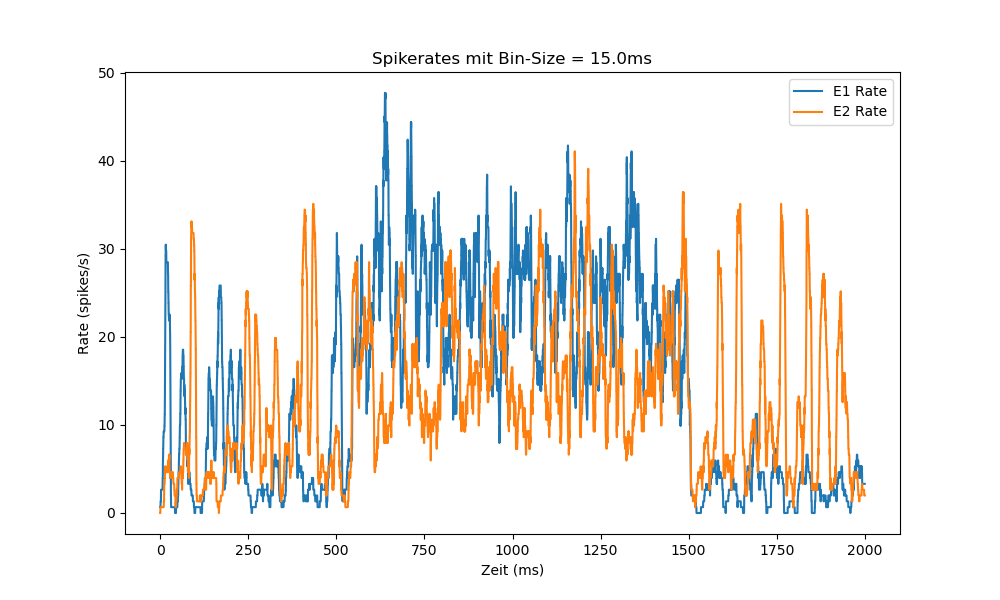 Spikerates mit Bin-Size = 15.0ms
E1 Rate
E2 Rate
Rate (spikes/s)
50
40
30
20
10
0
0 250 500 750 1000 1250 1500 1750 2000
Zeit (ms)